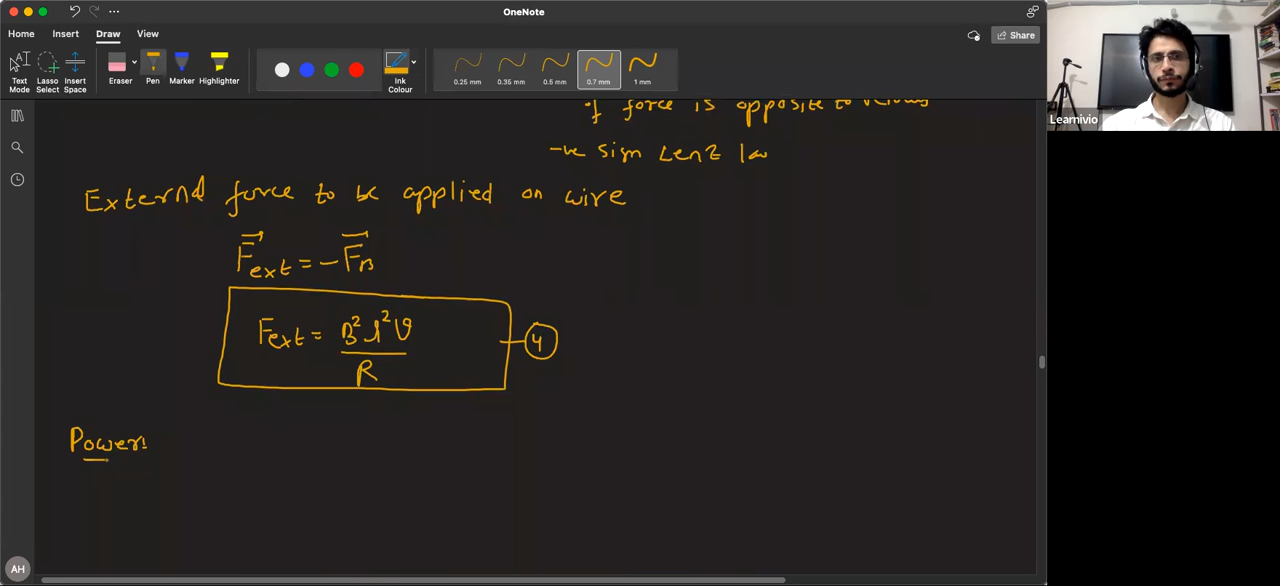 OneNote
Home Insert Draw View
Share
Text Mode
Lasso Select
Insert Space
Eraser
Pen
Marker
Highlighter
Ink Colour
0.25 mm
0.35 mm
0.5 mm
0.7 mm
1 mm
Learnivio
force is opposite to
-ve sign Lenz law
External force to be applied on wire
F⃗ext = - F⃗B
Fext = B²l²v / R
4
Power:
AH